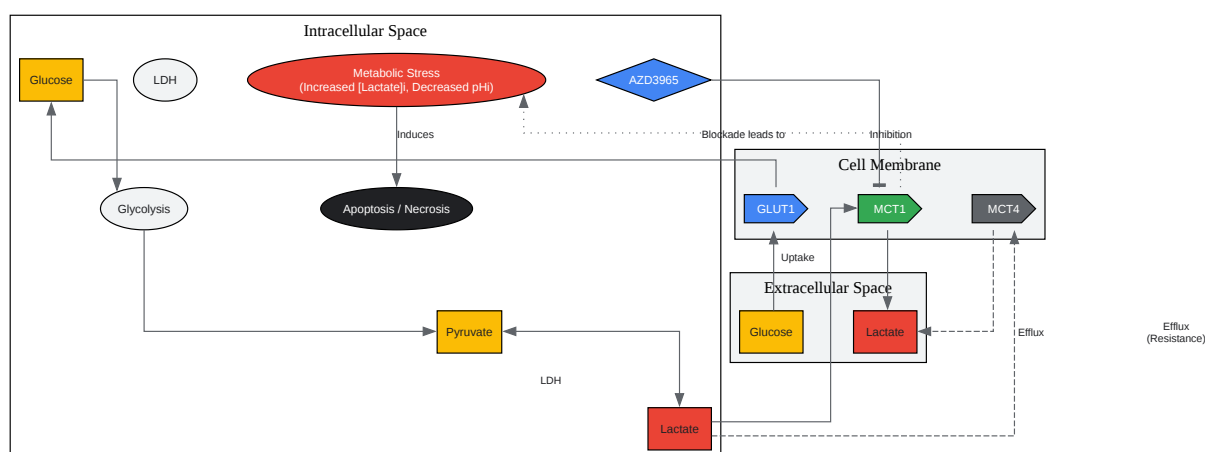 Intracellular Space
Glucose
LDH
Metabolic Stress
(Increased [Lactate]i, Decreased pHi)
AZD3965
Induces
Blockade leads to
Inhibition
Cell Membrane
Glycolysis
Apoptosis / Necrosis
GLUT1
MCT1
MCT4
Uptake
Extracellular Space
Glucose
Lactate
Pyruvate
Efflux
Efflux
(Resistance)
LDH
Lactate